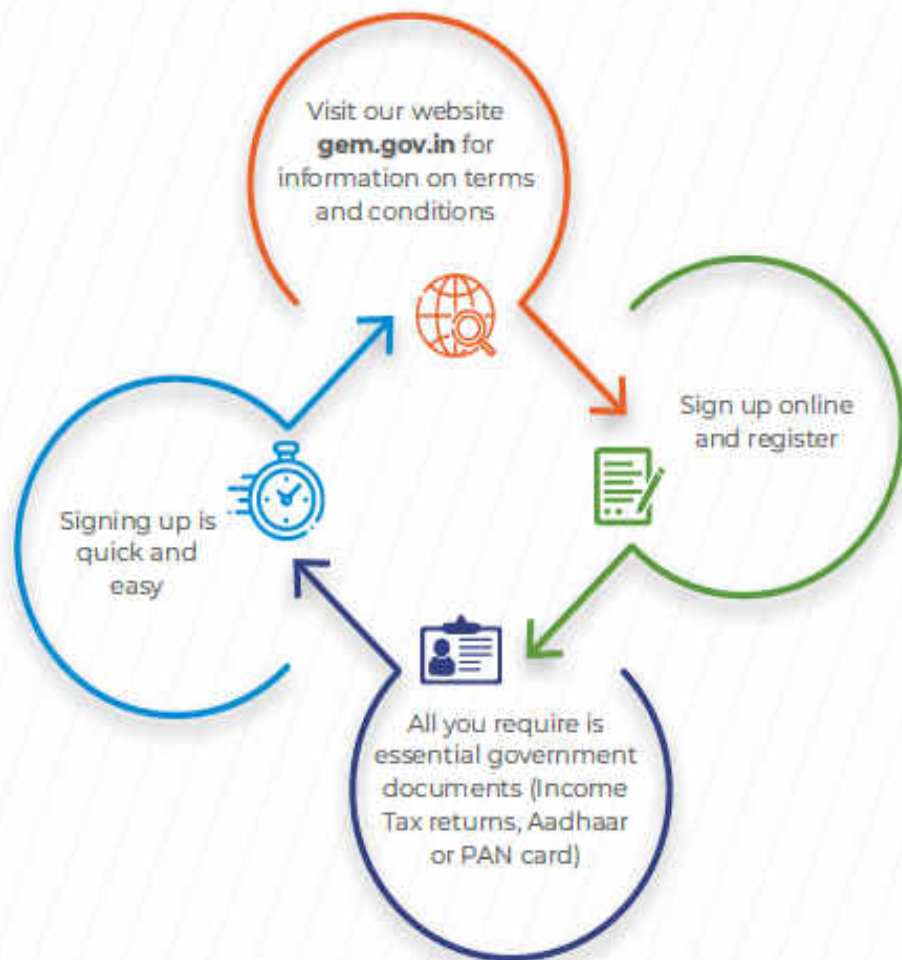 Visit our website
gem.gov.in for
information on terms
and conditions
Sign up online
and register
All you require is
essential government
documents (Income
Tax returns, Aadhaar
or PAN card)
Signing up is
quick and
easy